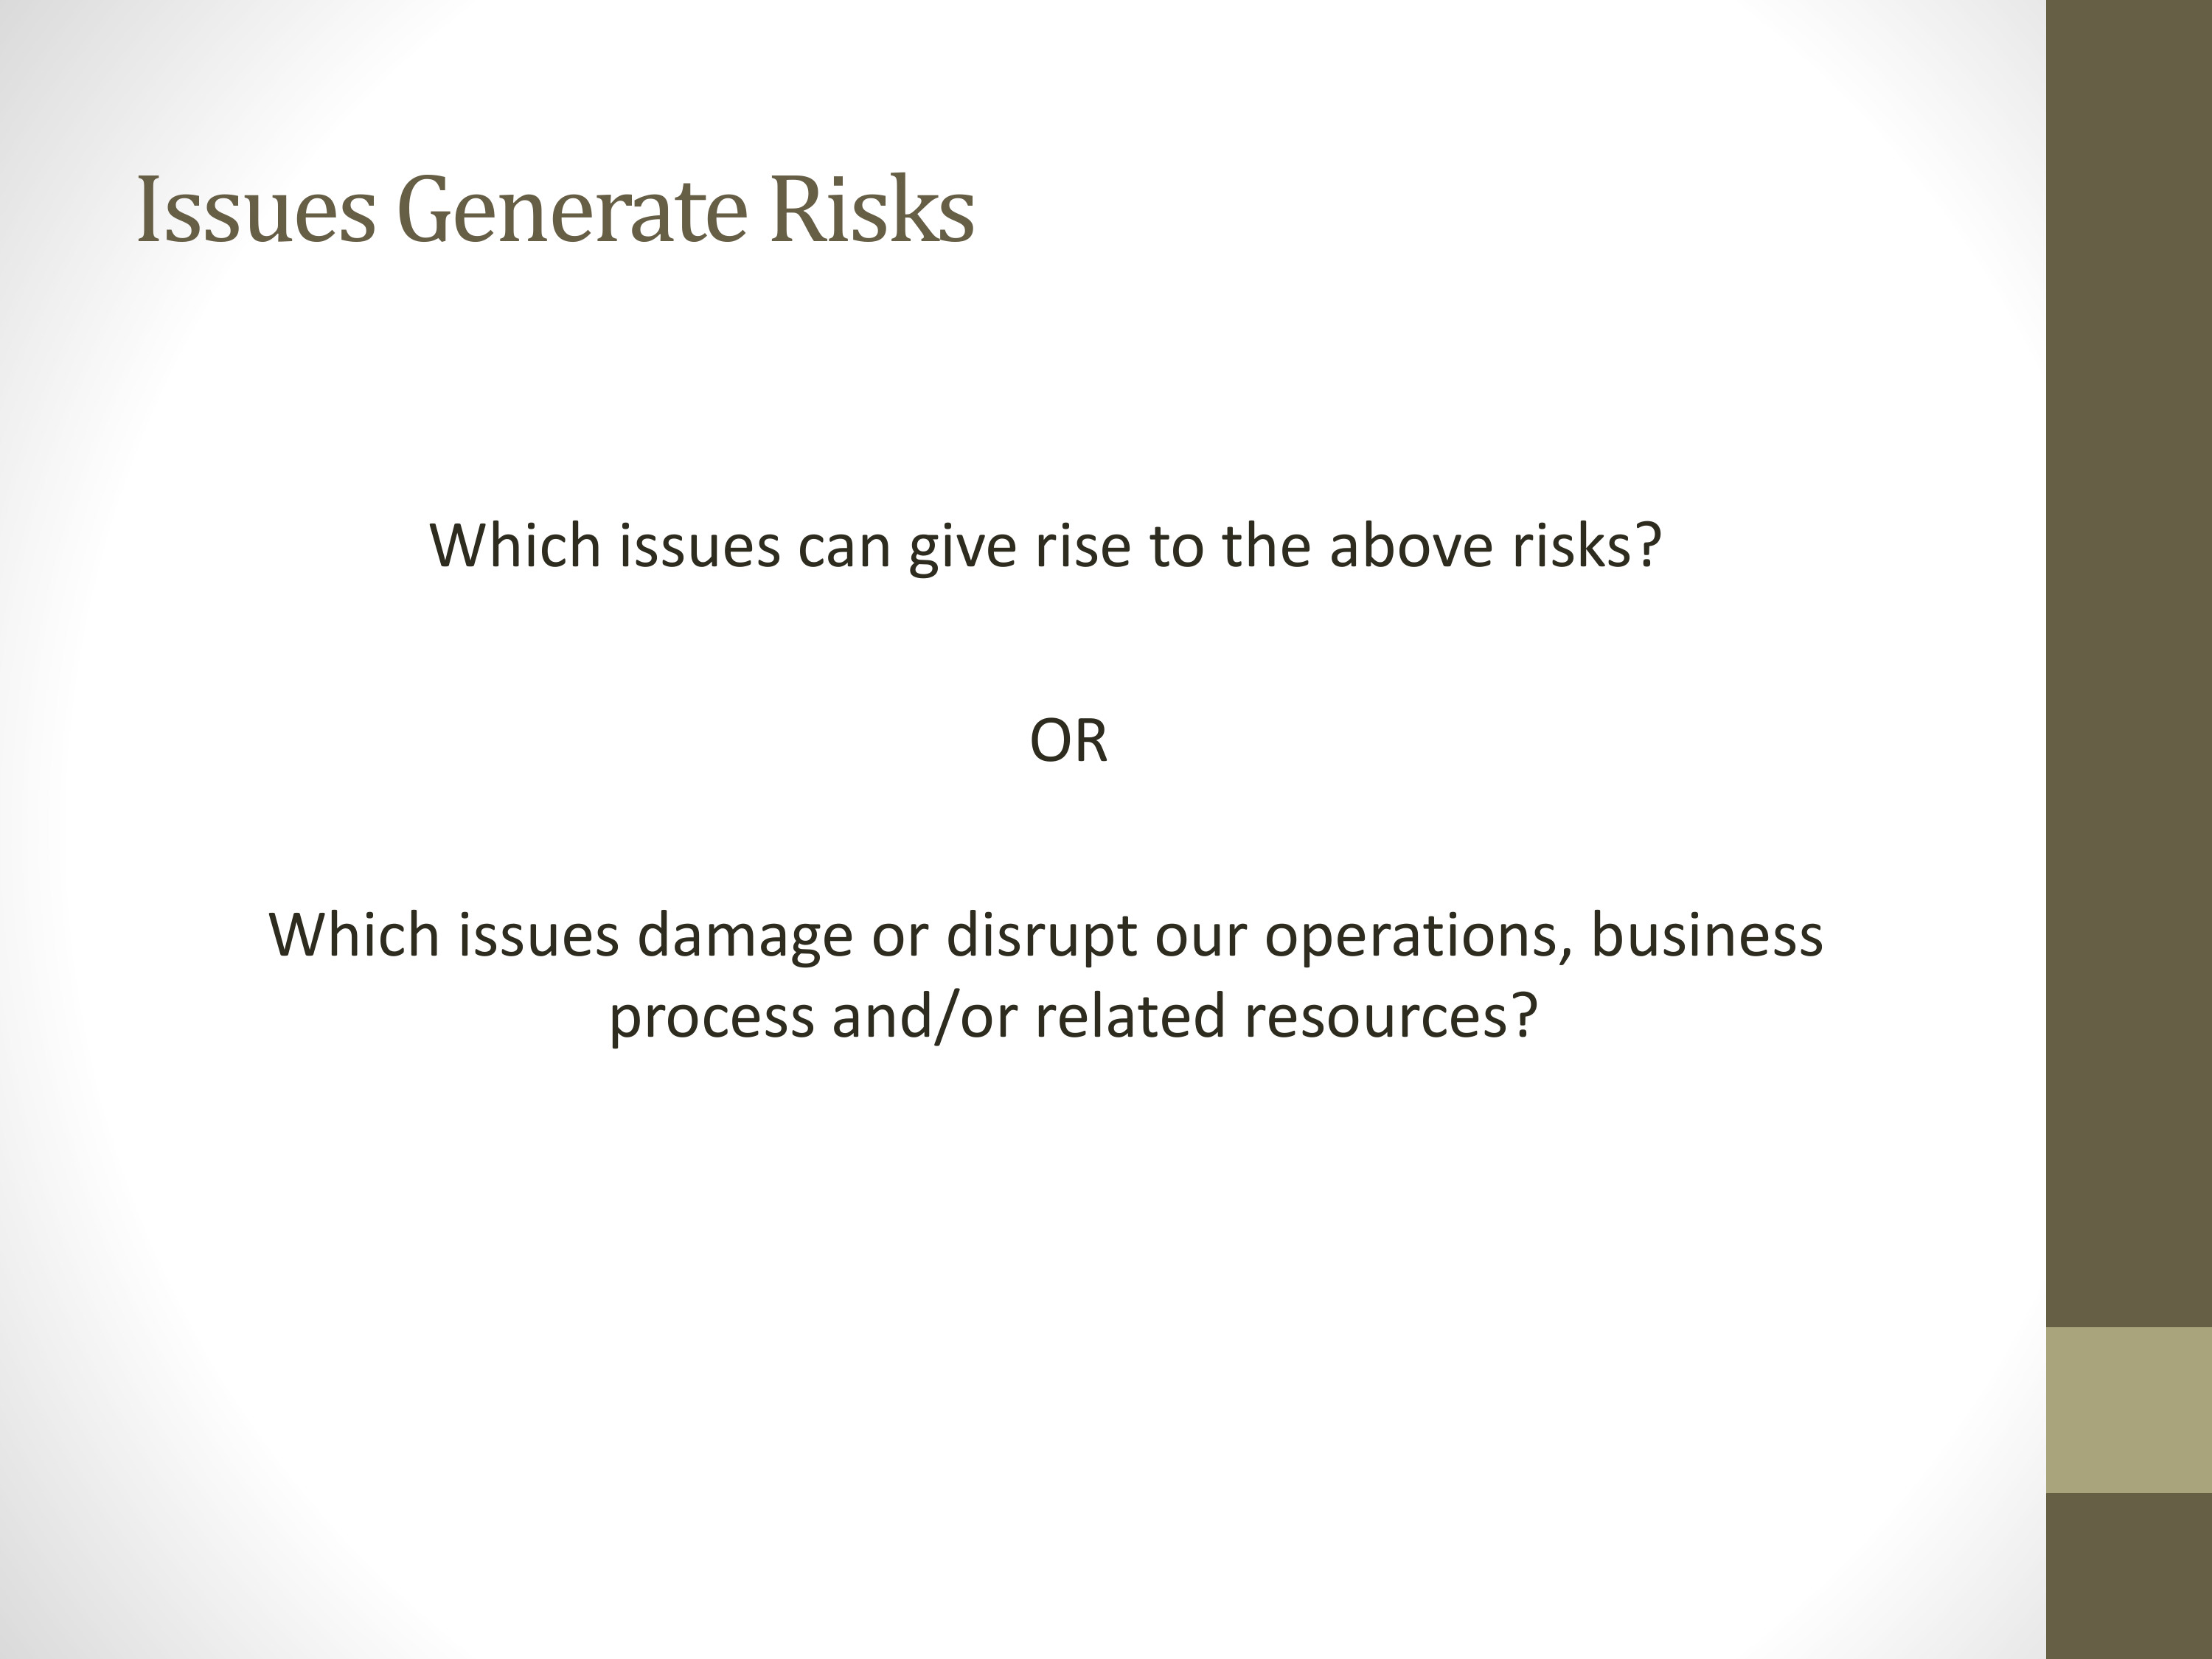 Issues Generate Risks
Which issues can give rise to the above risks?
OR
Which issues damage or disrupt our operations, business
process and/or related resources?